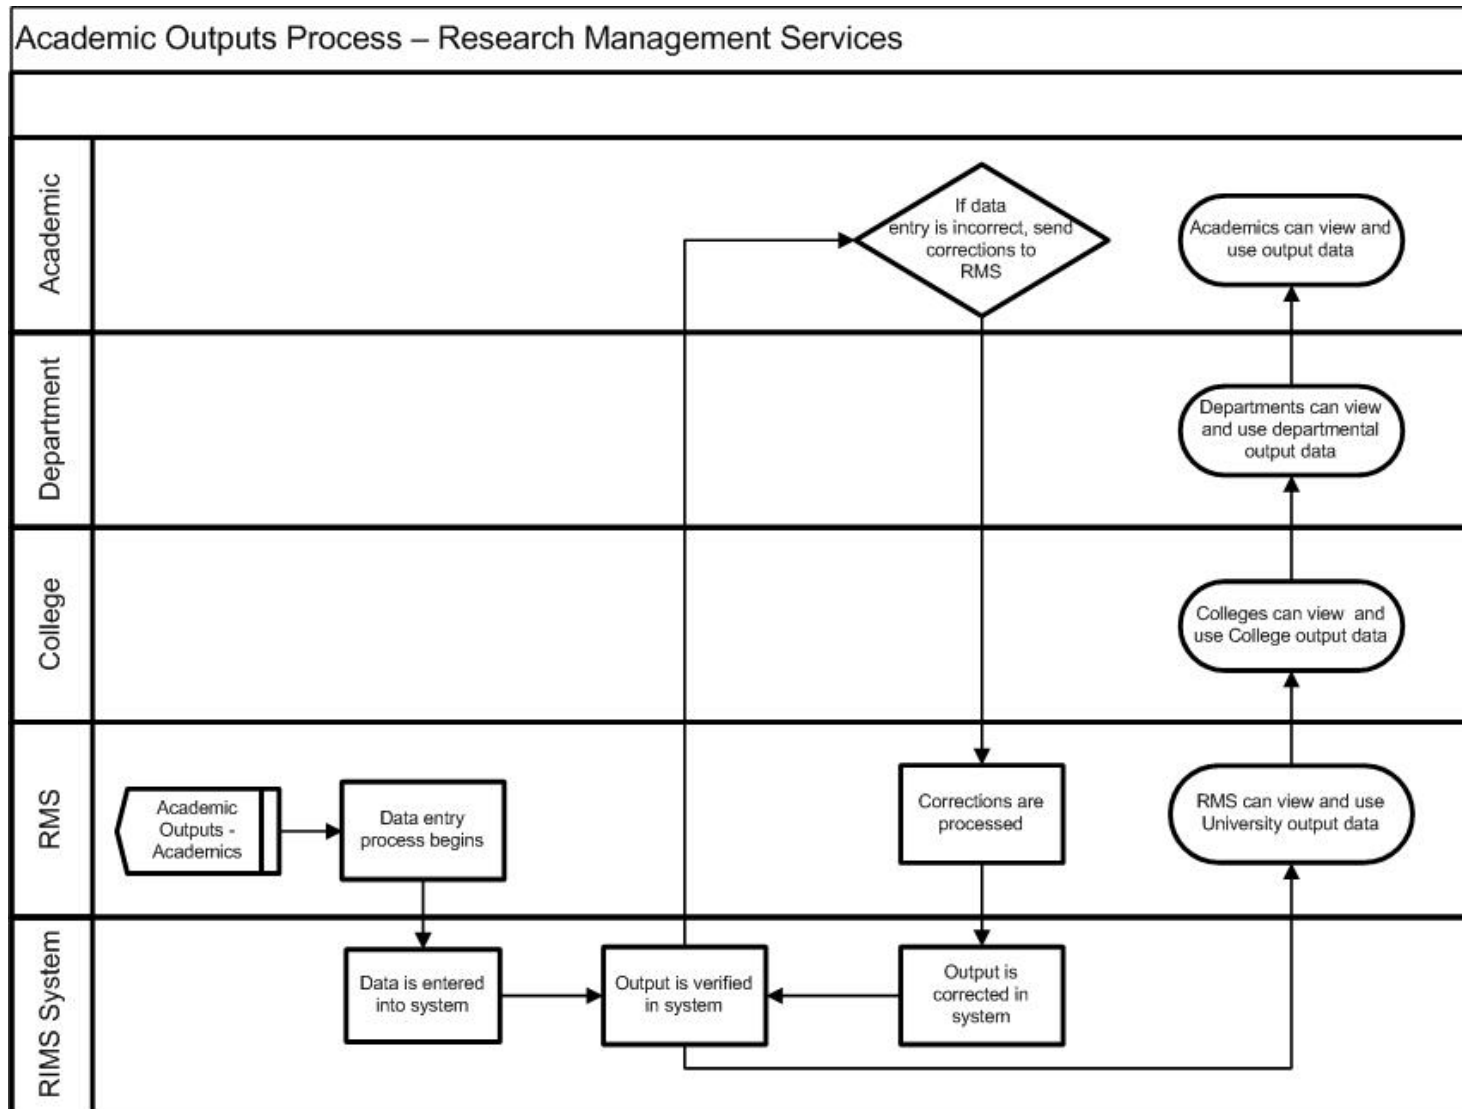 Academic Outputs Process – Research Management Services
Academic
If data
entry is incorrect, send
corrections to
RMS
Academics can view and
use output data
Department
Departments can view
and use departmental
output data
College
Colleges can view and
use College output data
RMS
Academic
Outputs -
Academics
Data entry
process begins
Corrections are
processed
RMS can view and use
University output data
RIMS System
Data is entered
into system
Output is verified
in system
Output is
corrected in
system